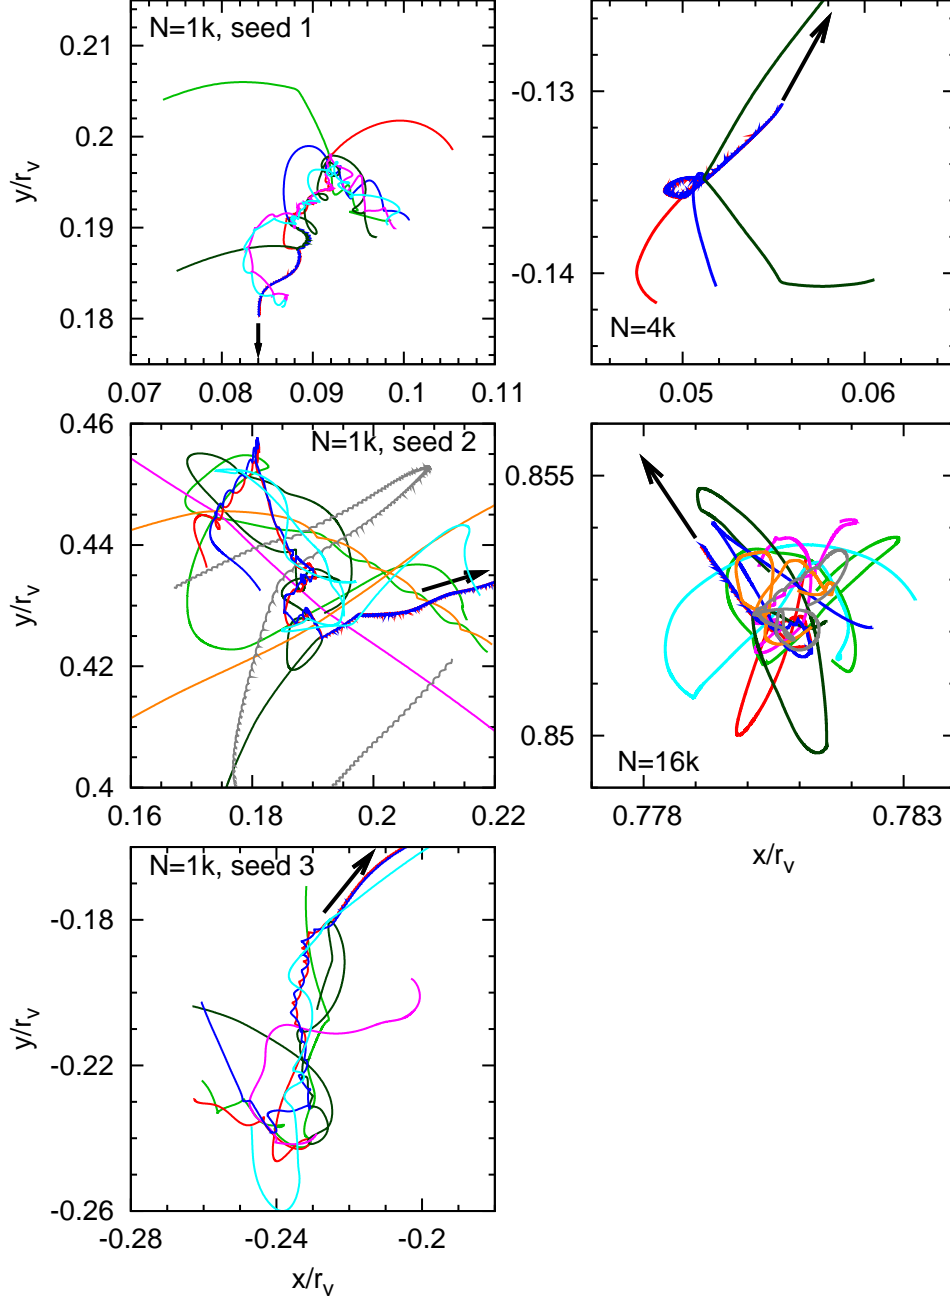 N=1k, seed 1
0.21
0.2
0.19
0.18
y/r_v
0.07 0.08 0.09 0.1 0.11
-0.13
-0.14
N=4k
0.05 0.06
N=1k, seed 2
0.46
0.44
0.42
0.4
y/r_v
0.16 0.18 0.2 0.22
0.855
0.85
N=16k
0.778 0.783
x/r_v
N=1k, seed 3
-0.18
-0.22
-0.26
y/r_v
-0.28 -0.24 -0.2
x/r_v